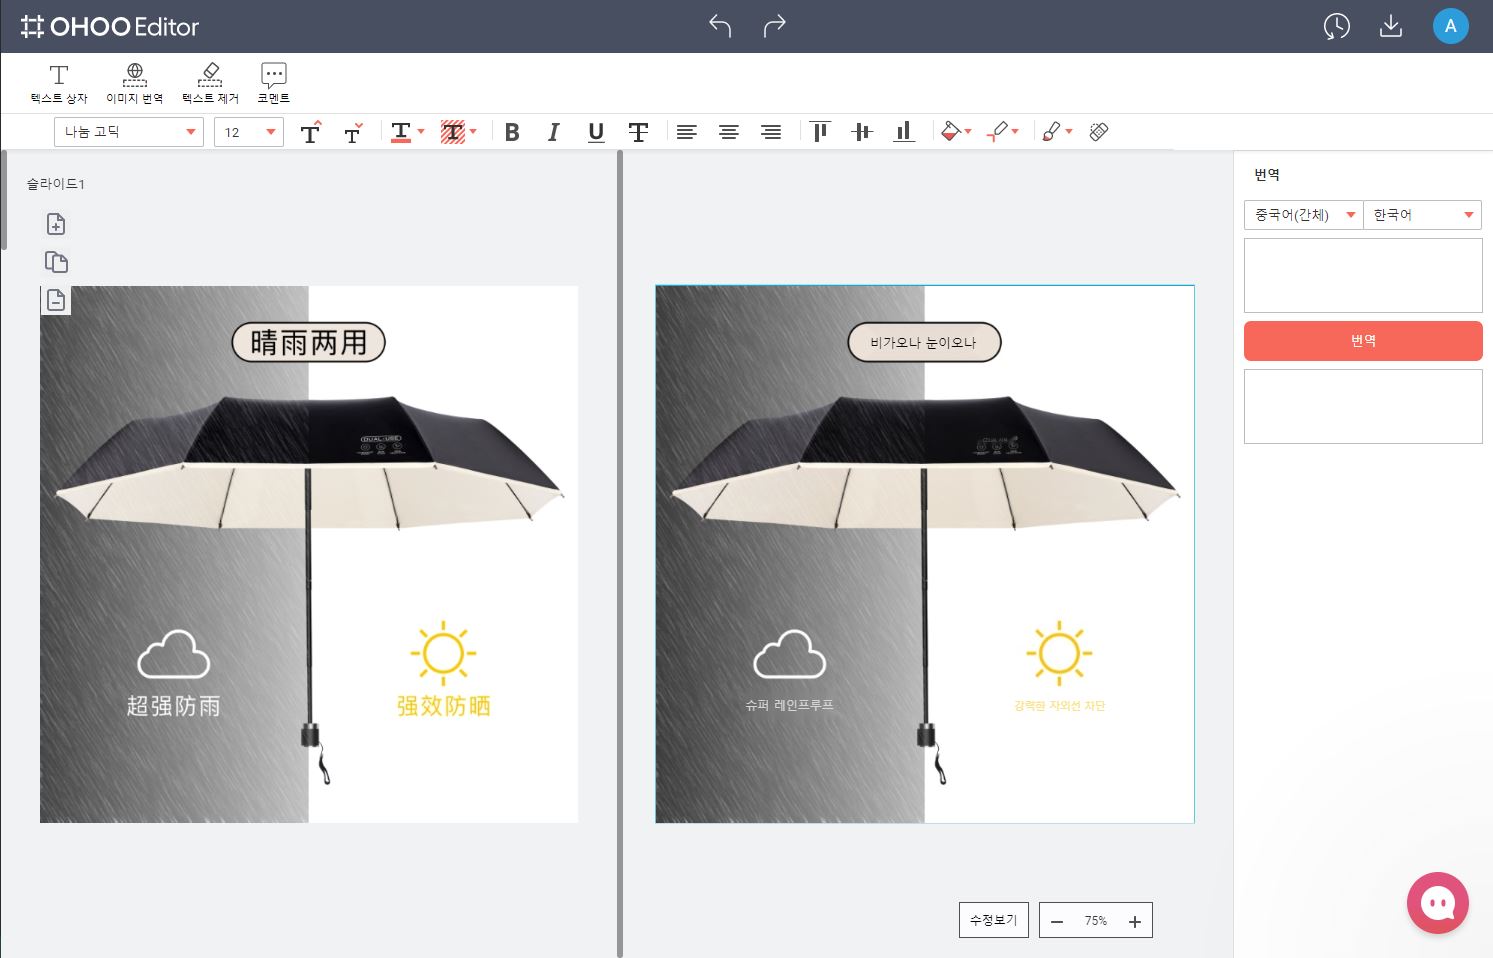 OHOO Editor
A
텍스트 상자
이미지 번역
텍스트 제거
코멘트
나눔 고딕
12
B
I
U
슬라이드1
晴雨两用
DUAL-USE
超强防雨
强效防晒
비가오나 눈이오나
슈퍼 레인프루프
강력한 자외선 차단
수정보기
75%
번역
중국어(간체)
한국어
번역